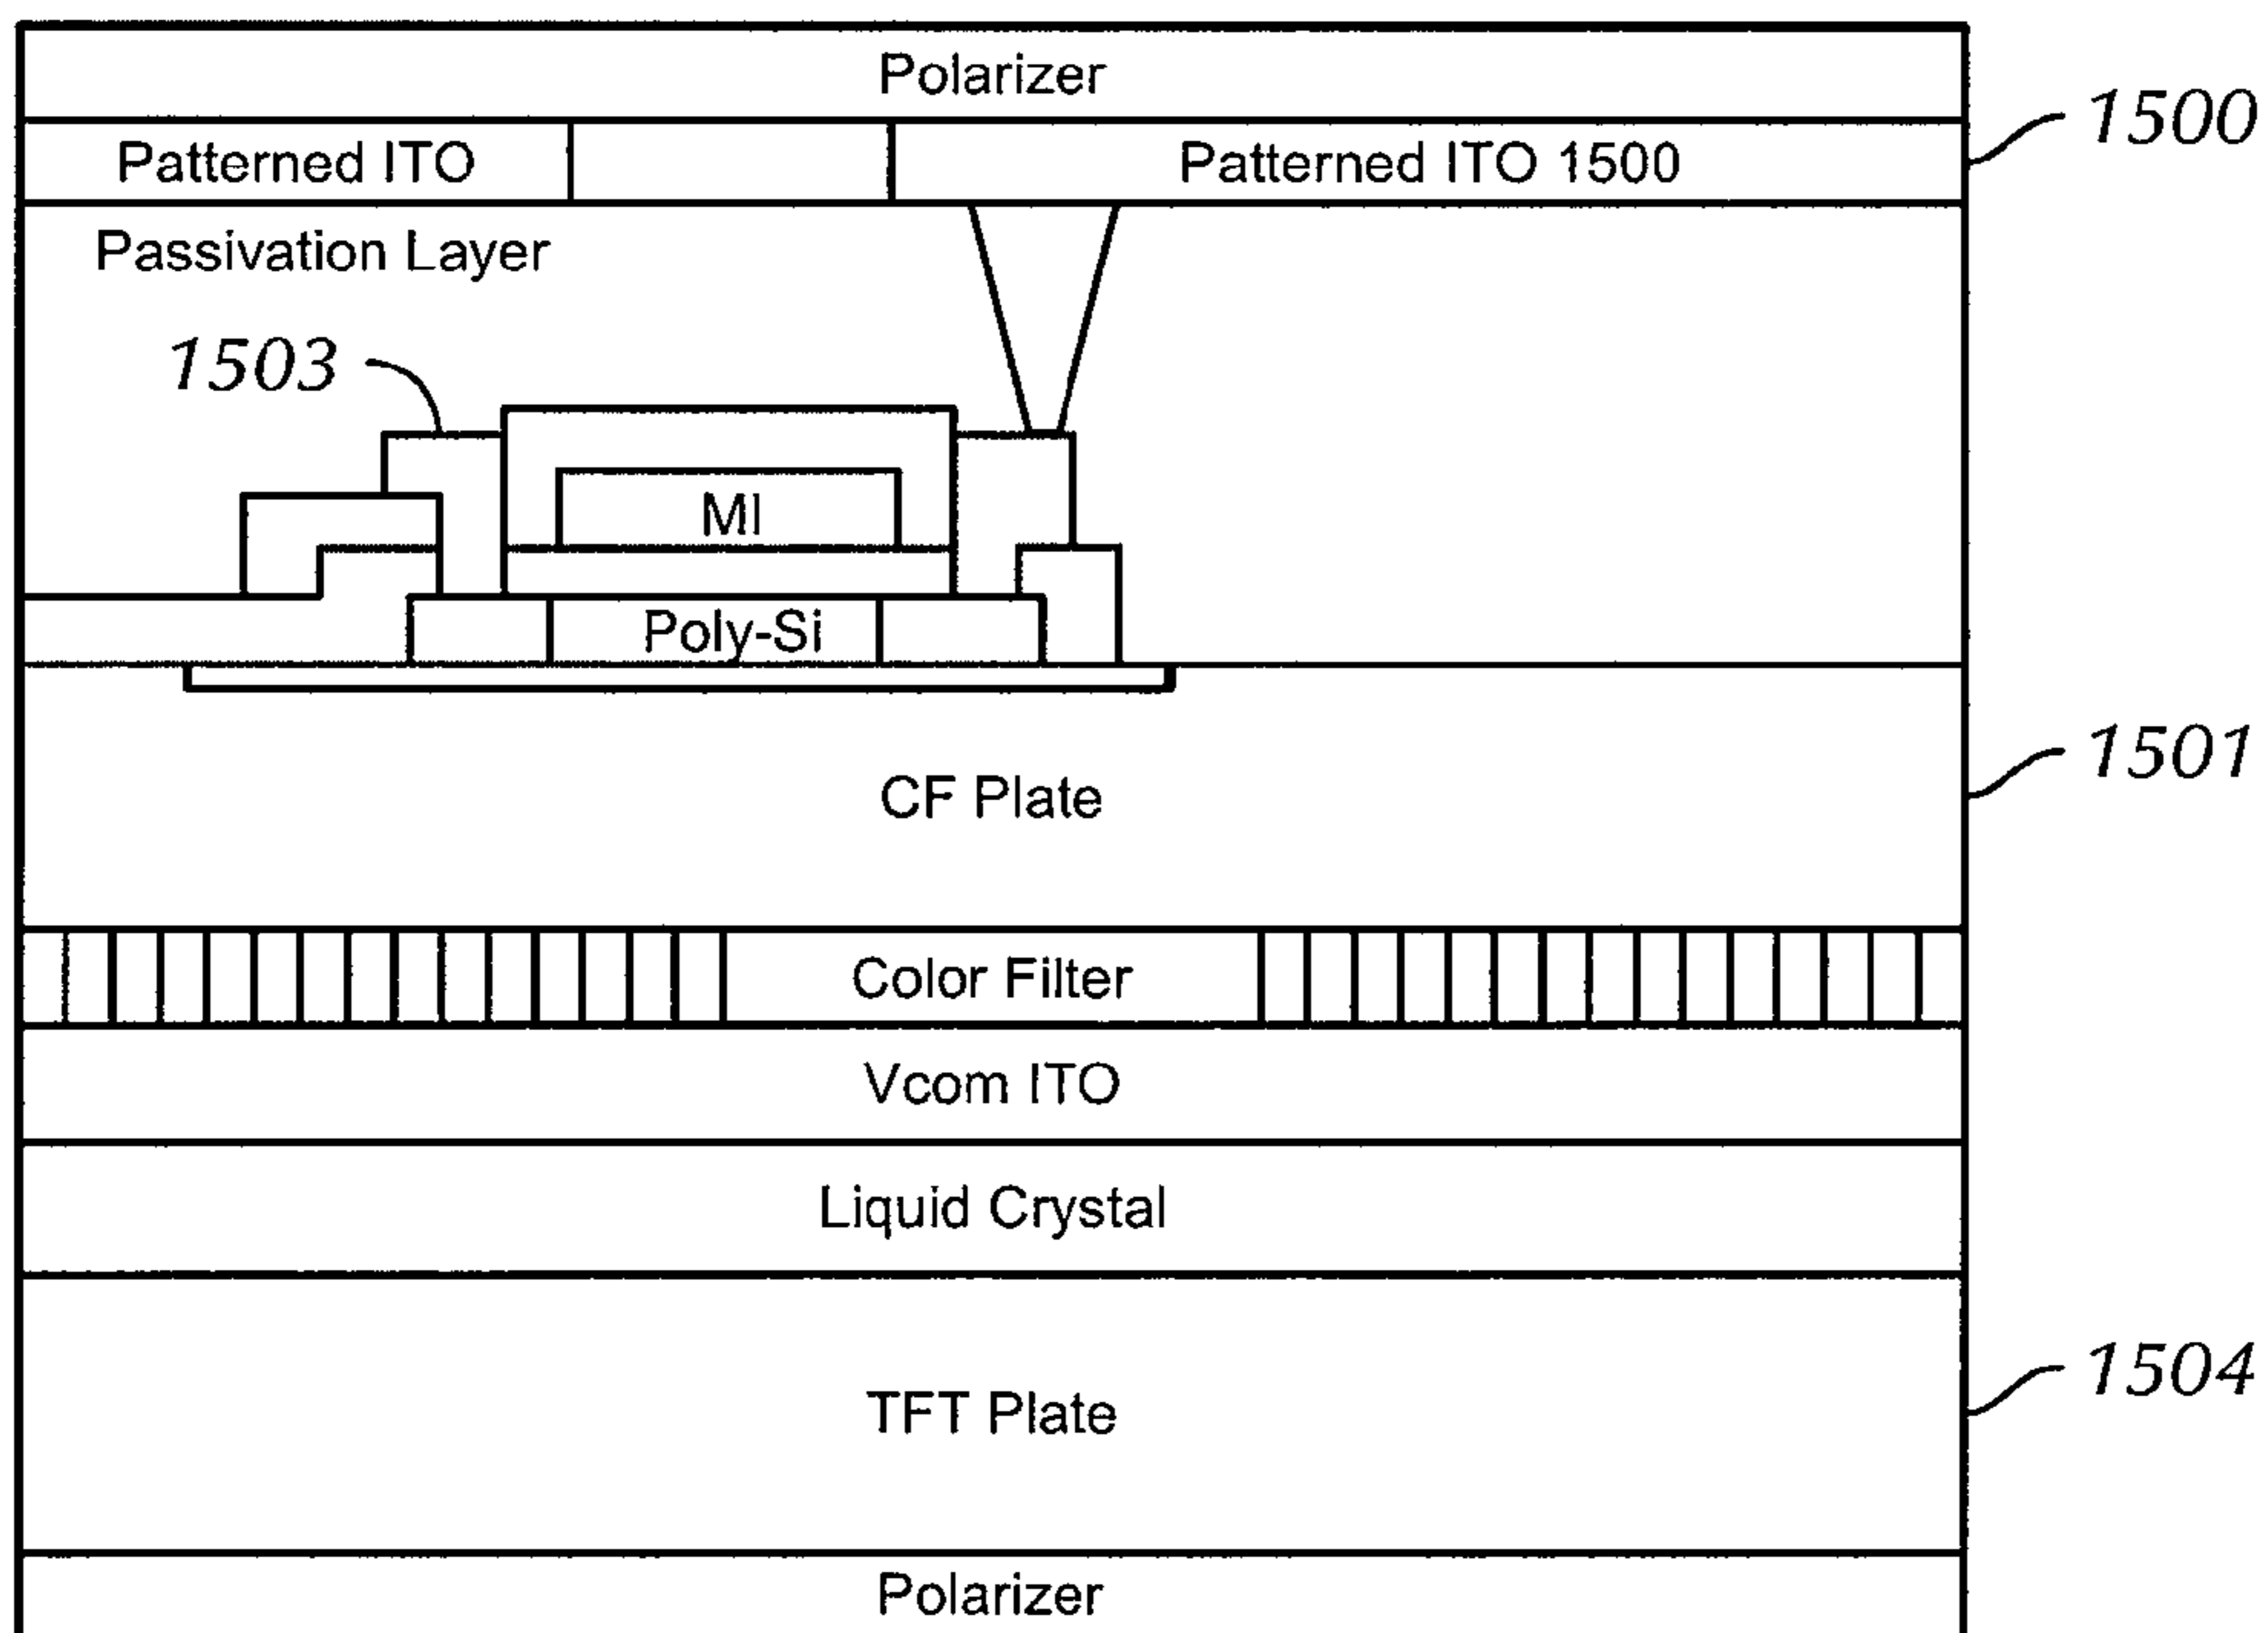 Polarizer
1500
Patterned ITO
Patterned ITO 1500
Passivation Layer
1503
MI
Poly-Si
1501
CF Plate
Color Filter
Vcom ITO
Liquid Crystal
1504
TFT Plate
Polarizer